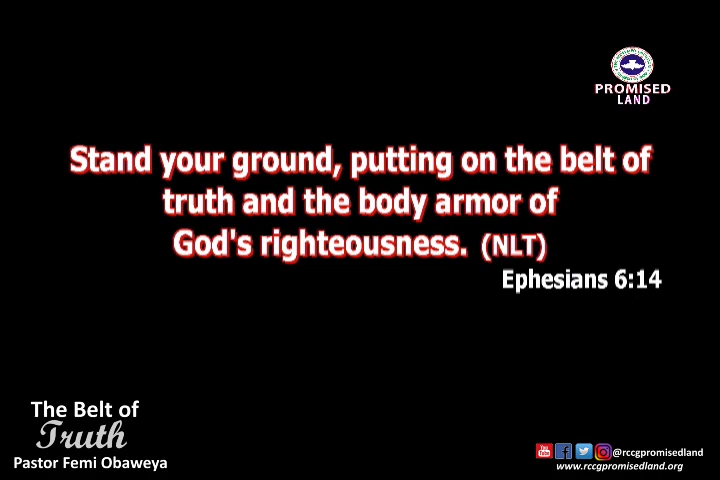 PROMISED
LAND
Stand your ground, putting on the belt of
truth and the body armor of
God's righteousness. (NLT)
Ephesians 6:14
The Belt of
Truth
Pastor Femi Obaweya
@rccgpromisedland
www.rccgpromisedland.org